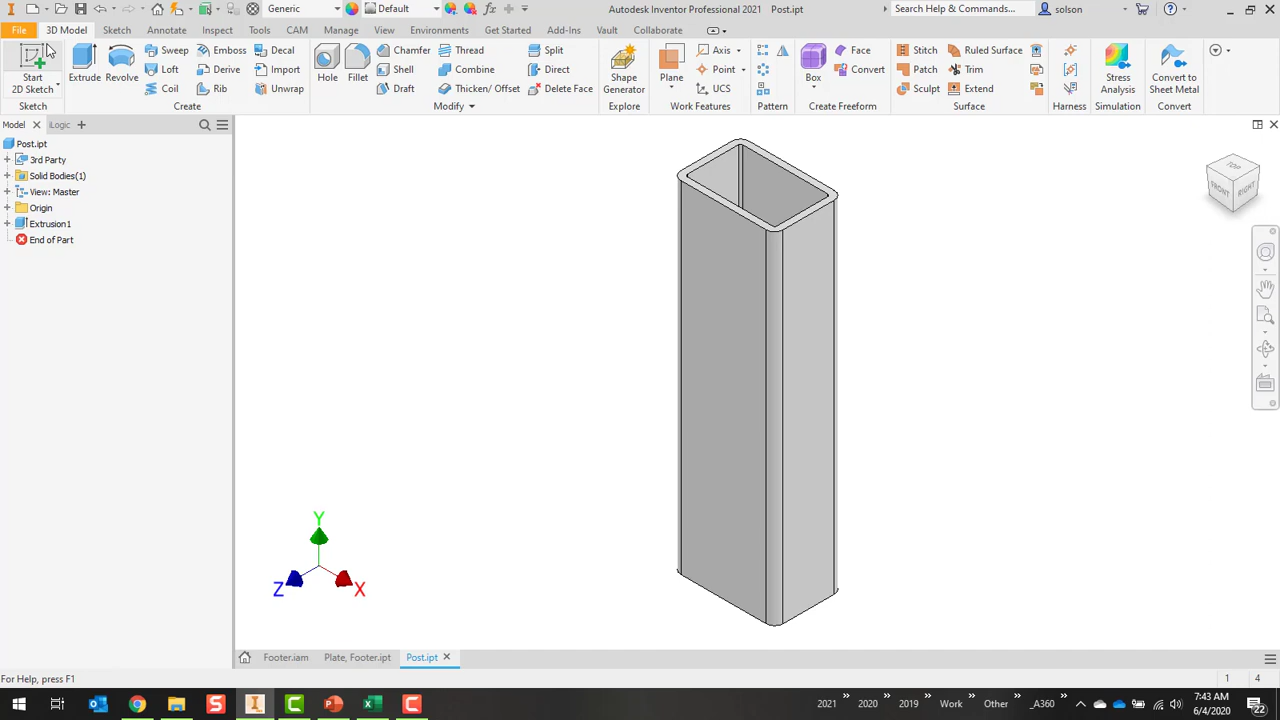 Generic
Default
Autodesk Inventor Professional 2021 Post.ipt
Search Help & Commands...
solson
File 3D Model Sketch Annotate Inspect Tools CAM Manage View Environments Get Started Add-Ins Vault Collaborate
Start
2D Sketch
Sketch
Extrude
Revolve
Sweep
Loft
Coil
Emboss
Derive
Rib
Decal
Import
Unwrap
Create
Hole
Fillet
Chamfer
Shell
Draft
Thread
Combine
Thicken/ Offset
Split
Direct
Delete Face
Modify
Shape
Generator
Explore
Plane
Axis
Point
UCS
Work Features
Pattern
Box
Face
Convert
Create Freeform
Stitch
Patch
Sculpt
Ruled Surface
Trim
Extend
Surface
Harness
Stress
Analysis
Simulation
Convert to
Sheet Metal
Convert
Model
iLogic
Post.ipt
3rd Party
Solid Bodies(1)
View: Master
Origin
Extrusion1
End of Part
TOP
FRONT
RIGHT
Y
Z
X
Footer.iam
Plate, Footer.ipt
Post.ipt
For Help, press F1
1
4
2021
2020
2019
Work
Other
_A360
7:43 AM
6/4/2020
22